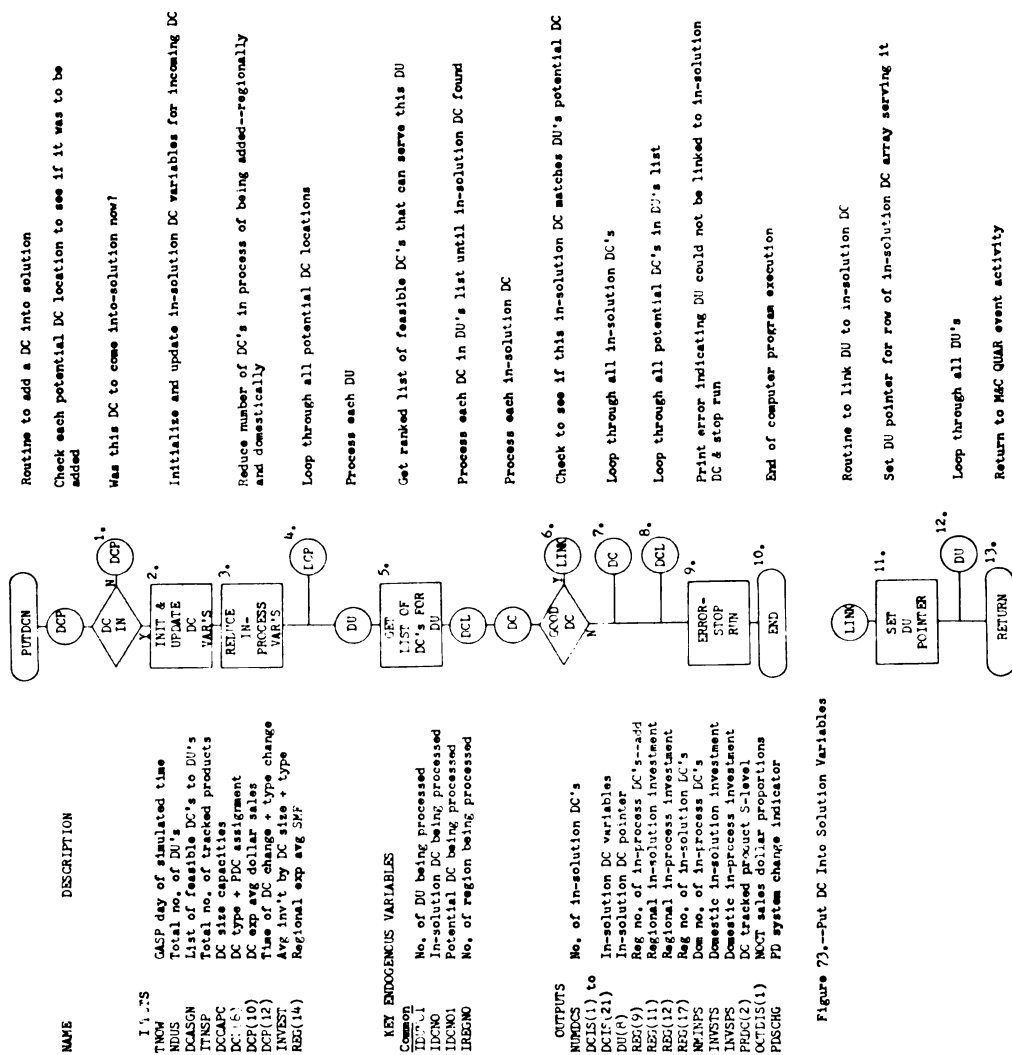 NAME DESCRIPTION
TNOW GASP day of simulated time
NDUS Total no. of DU's
DCASGN List of feasible DC's to DU's
ITNSP Total no. of tracked products
DCCAPC DC size capacities
DC type + PDC assignment
DCP(10) DC exp avg dollar sales
DCP(12) Time of DC change + type change
INVEST Avg inv't by DC size + type
REG(14) Regional exp avg SMF
KEY ENDOGENOUS VARIABLES
Common
No. of DU being processed
IDCNO In-solution DC being processed
IDCNO1 Potential DC being processed
IREGNO No. of region being processed
OUTPUTS
NUMDCS No. of in-solution DC's
DCIS(1) to
DCIS(21) In-solution DC variables
DU(8) In-solution DC pointer
REG(9) Reg no. of in-process DC's--add
REG(11) Regional in-solution investment
REG(12) Regional in-process investment
REG(17) Reg no. of in-solution DC's
NMINPS Dom no. of in-process DC's
INVSTS Domestic in-solution investment
INVSPS Domestic in-process investment
PRDC(2) DC tracked product S-level
OCTDIS(1) NOCT sales dollar proportions
PDSCHG PD system change indicator
PUTDCN
DCP
DC
IN
N
1.
DCP
Y
2.
INIT &
UPDATE
DC
VAR'S
3.
REDUCE
IN-
PROCESS
VAR'S
4.
DU
5.
GET
LIST OF
DC's FOR
DU
DCL
DC
GOOD
DC
Y
6.
LINK
N
7.
DC
8.
DCL
9.
ERROR-
STOP
RUN
10.
END
LINK
11.
SET
DU
POINTER
12.
DU
13.
RETURN
Routine to add a DC into solution
Check each potential DC location to see if it was to be
added
Was this DC to come into-solution now?
Initialize and update in-solution DC variables for incoming DC
Reduce number of DC's in process of being added--regionally
and domestically
Loop through all potential DC locations
Process each DU
Get ranked list of feasible DC's that can serve this DU
Process each DC in DU's list until in-solution DC found
Process in-solution DC
Check to see if this in-solution DC matches DU's potential DC
Loop through all in-solution DC's
Loop through all potential DC's in DU's list
Print error indicating DU could not be linked to in-solution
DC & stop run
End of computer program execution
Routine to link DU to in-solution DC
Set DU pointer for row of in-solution DC array serving it
Loop through all DU's
Return to M&C QUAR event activity
Figure 73.--Put DC Into Solution Variables